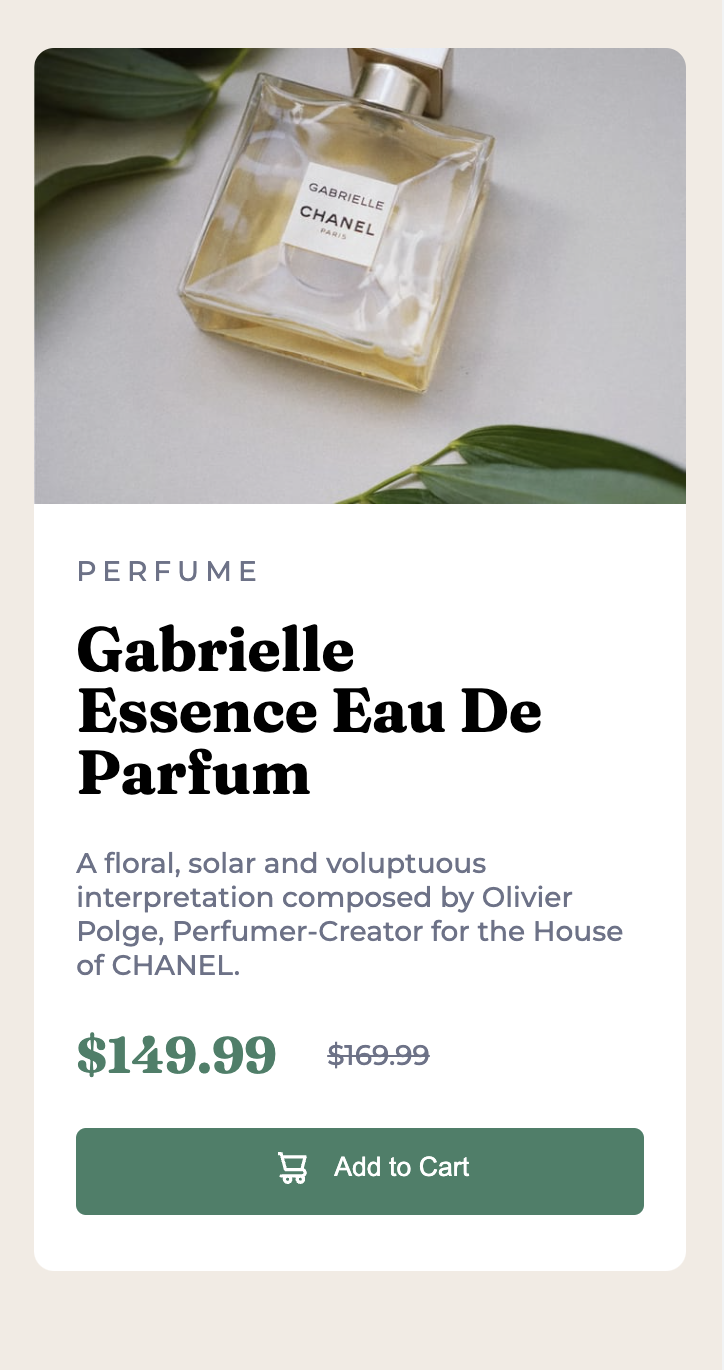 GABRIELLE
CHANEL
PARIS
PERFUME
Gabrielle
Essence Eau De
Parfum
A floral, solar and voluptuous
interpretation composed by Olivier
Polge, Perfumer-Creator for the House
of CHANEL.
$149.99 $169.99
Add to Cart